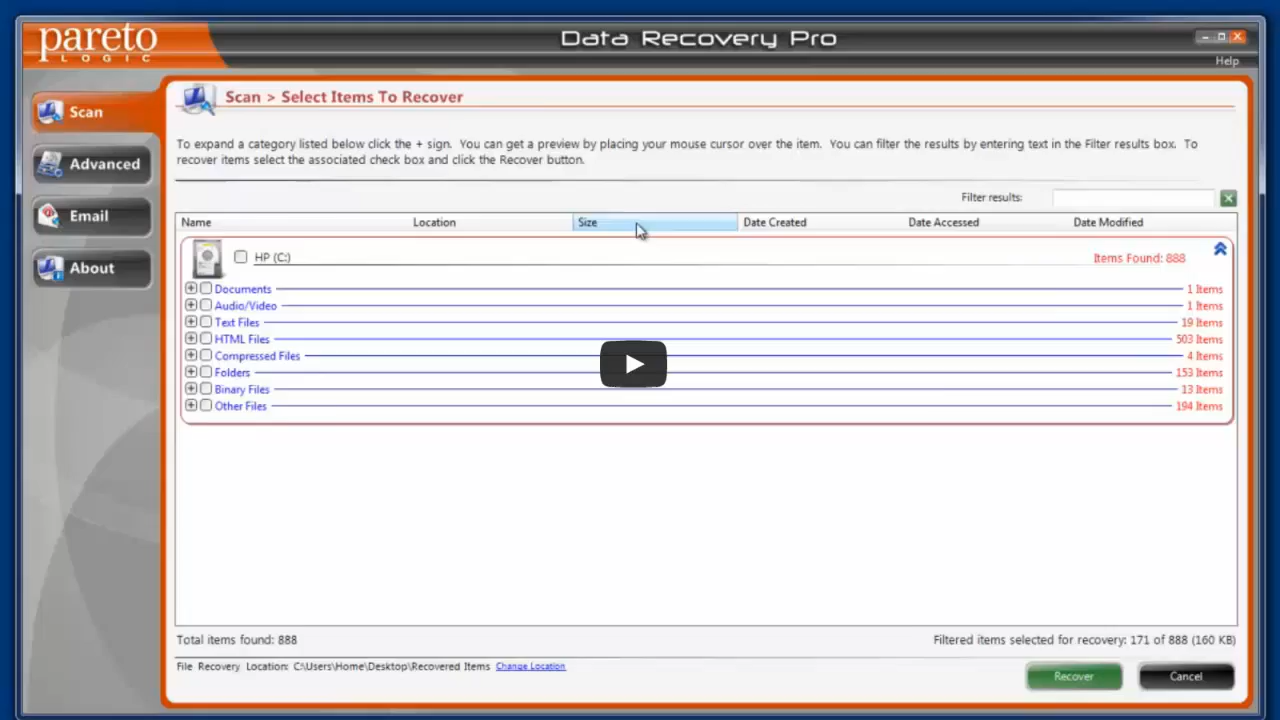 pareto
LOGIC
Data Recovery Pro
Help
Scan
Advanced
Email
About
Scan > Select Items To Recover
To expand a category listed below click the + sign. You can get a preview by placing your mouse cursor over the item. You can filter the results by entering text in the Filter results box. To
recover items select the associated check box and click the Recover button.
Filter results:
Name Location Size Date Created Date Accessed Date Modified
HP (C:) Items Found: 888
Documents 1 Items
Audio/Video 1 Items
Text Files 19 Items
HTML Files 503 Items
Compressed Files 4 Items
Folders 153 Items
Binary Files 13 Items
Other Files 194 Items
Total items found: 888 Filtered items selected for recovery: 171 of 888 (160 KB)
File Recovery Location: C:\Users\Home\Desktop\Recovered Items Change Location
Recover Cancel